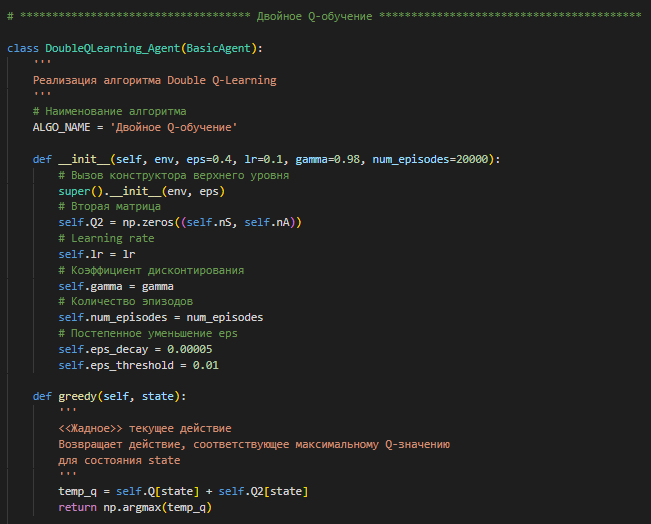 # *********************************** Двойное Q-обучение *****************************************
class DoubleQLearning_Agent(BasicAgent):
    '''
    Реализация алгоритма Double Q-Learning
    '''
    # Наименование алгоритма
    ALGO_NAME = 'Двойное Q-обучение'
    def __init__(self, env, eps=0.4, lr=0.1, gamma=0.98, num_episodes=20000):
        # Вызов конструктора верхнего уровня
        super().__init__(env, eps)
        # Вторая матрица
        self.Q2 = np.zeros((self.nS, self.nA))
        # Learning rate
        self.lr = lr
        # Коэффициент дисконтирования
        self.gamma = gamma
        # Количество эпизодов
        self.num_episodes = num_episodes
        # Постепенное уменьшение eps
        self.eps_decay = 0.00005
        self.eps_threshold = 0.01
    def greedy(self, state):
        '''
        <<Жадное>> текущее действие
        Возвращает действие, соответствующее максимальному Q-значению
        для состояния state
        '''
        temp_q = self.Q[state] + self.Q2[state]
        return np.argmax(temp_q)